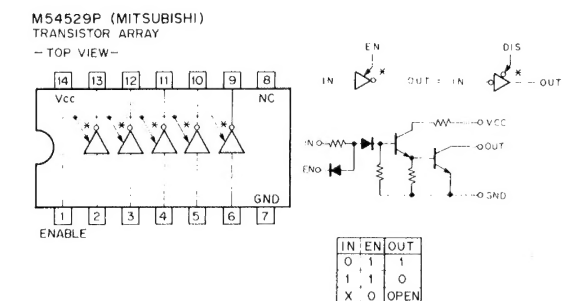 M54529P (MITSUBISHI)
TRANSISTOR ARRAY
— TOP VIEW —
14 13 12 11 10 9 8
Vcc NC
* * * * *
GND
1 2 3 4 5 6 7
ENABLE
EN DIS
IN * OUT = IN * OUT
VCC
IN OUT
EN
GND
IN EN OUT
0 1 1
1 1 0
X 0 OPEN